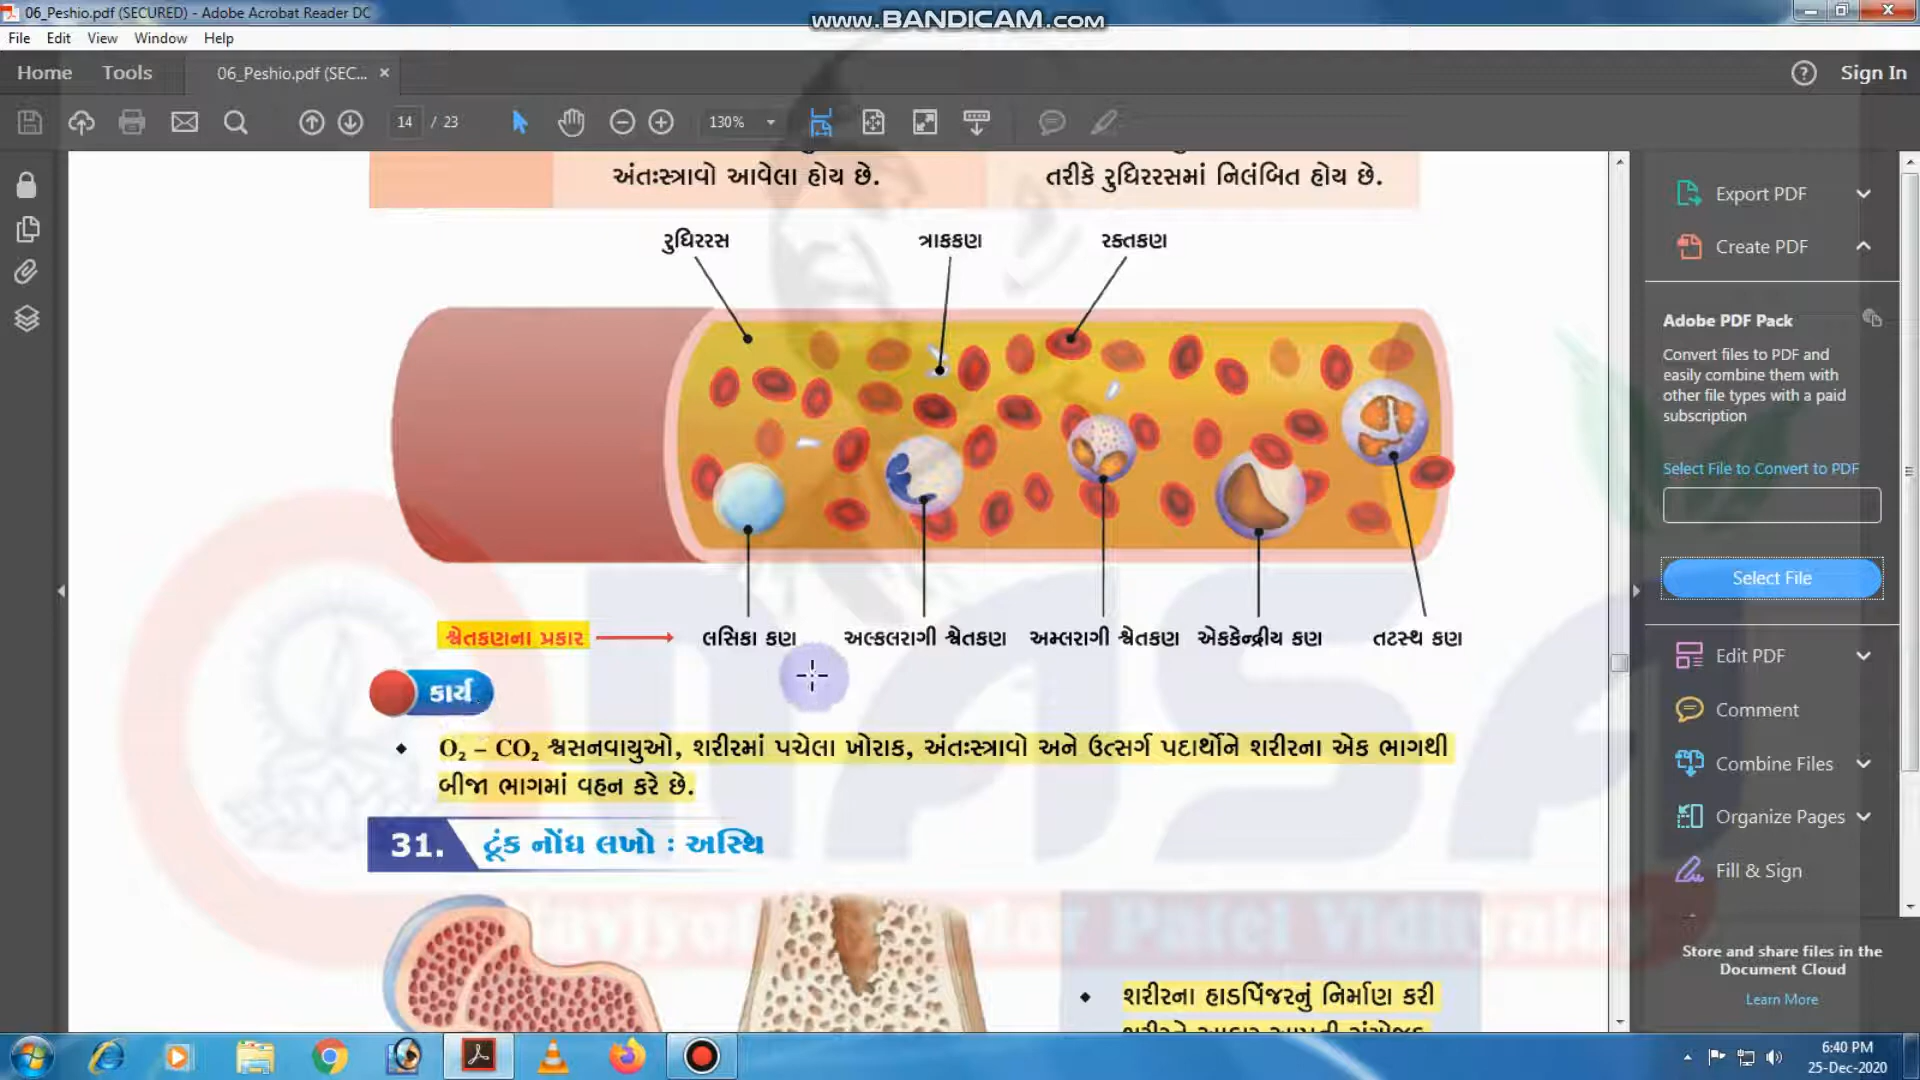 06_Peshio.pdf (SECURED) - Adobe Acrobat Reader DC
www.BANDICAM.com
File Edit View Window Help
Home Tools 06_Peshio.pdf (SEC... × Sign In
14 / 23 130%
અંતઃસ્ત્રાવો આવેલા હોય છે. તરીકે રુધિરરસમાં નિલંબિત હોય છે.
રુધિરરસ ત્રાકકણ રક્તકણ
શ્વેતકણના પ્રકાર લસિકા કણ અલ્કલરાગી શ્વેતકણ અમ્લરાગી શ્વેતકણ એકકેન્દ્રીય કણ તટસ્થ કણ
કાર્ય
O₂ – CO₂ શ્વસનવાયુઓ, શરીરમાં પચેલા ખોરાક, અંતઃસ્ત્રાવો અને ઉત્સર્ગ પદાર્થોને શરીરના એક ભાગથી
બીજા ભાગમાં વહન કરે છે.
31. ટૂંક નોંધ લખો : અસ્થિ
શરીરના હાડપિંજરનું નિર્માણ કરી
Export PDF
Create PDF
Adobe PDF Pack
Convert files to PDF and
easily combine them with
other file types with a paid
subscription
Select File to Convert to PDF
Select File
Edit PDF
Comment
Combine Files
Organize Pages
Fill & Sign
Store and share files in the
Document Cloud
Learn More
6:40 PM
25-Dec-2020